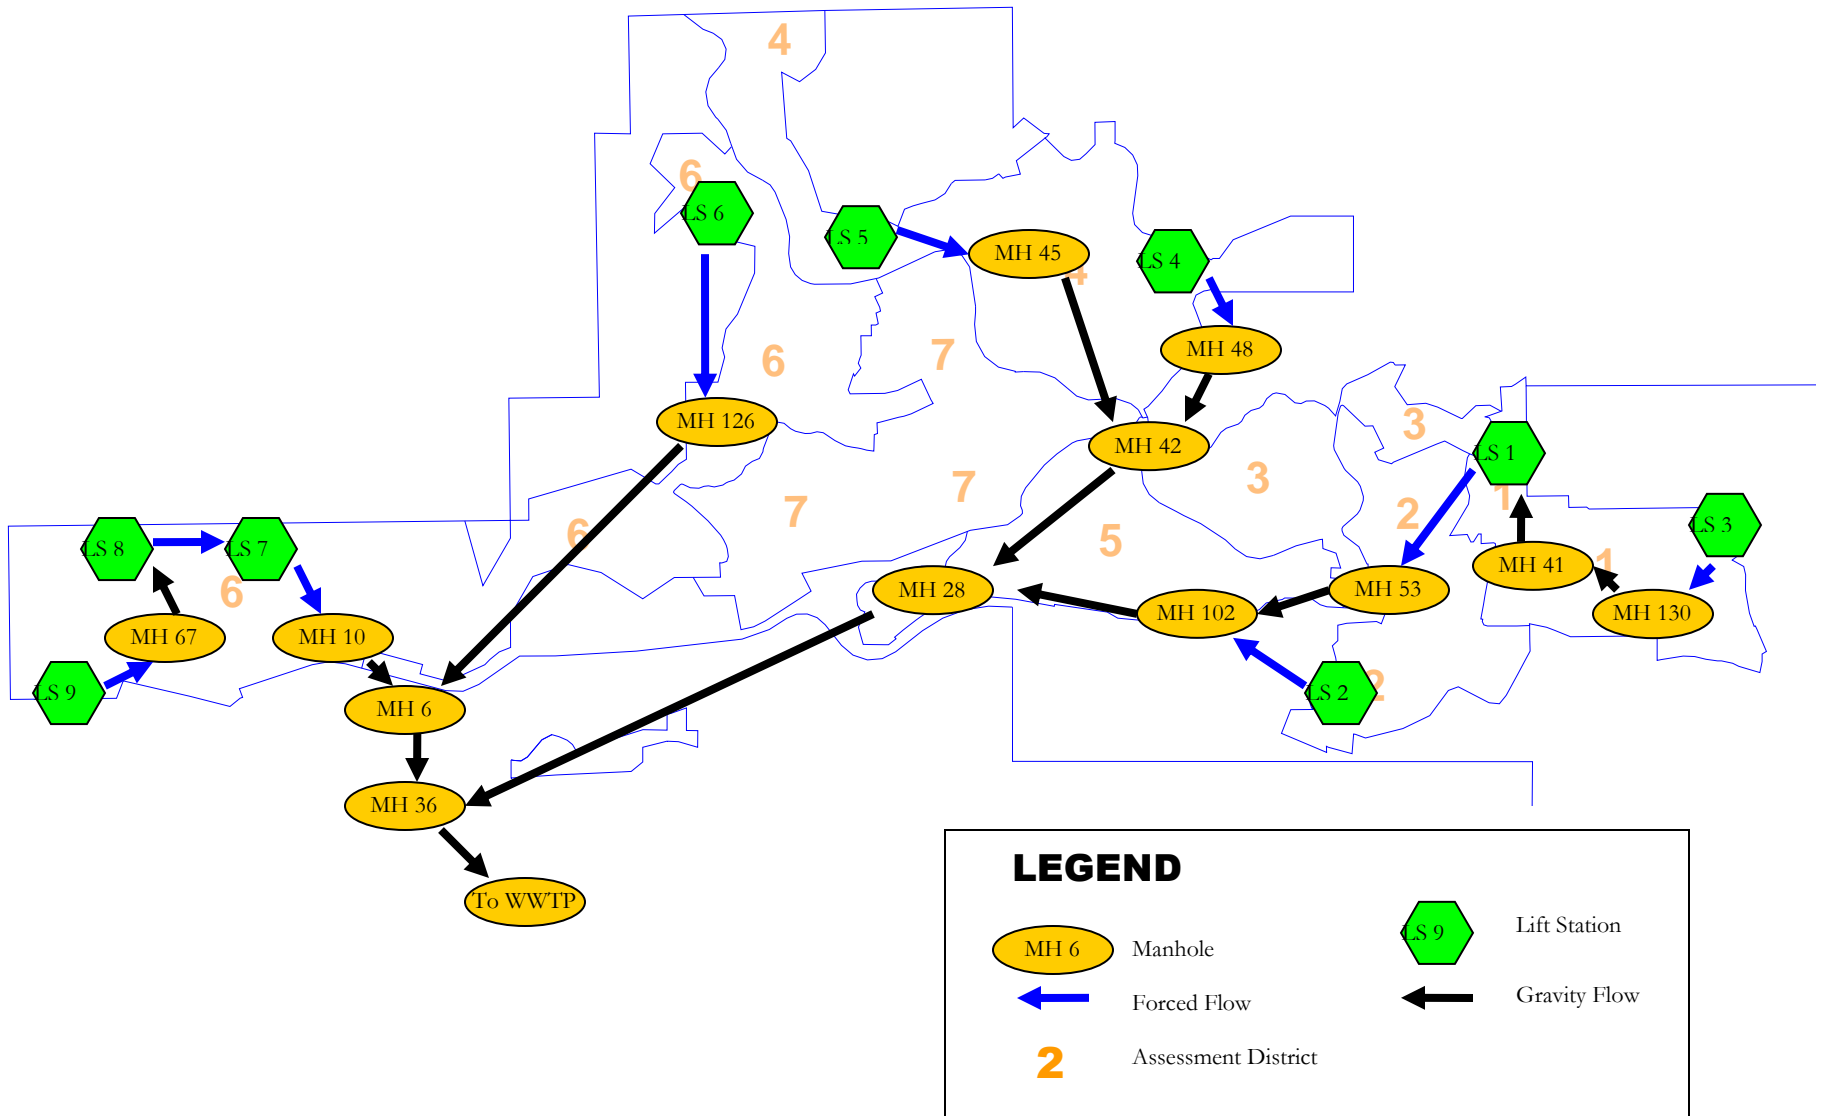 4
6
LS 6
LS 5
MH 45
4
LS 4
MH 48
6
7
MH 126
MH 42
3
LS 1
1
7
7
3
2
5
6
LS 8
LS 7
6
LS 3
MH 41
1
MH 28
MH 53
MH 102
MH 130
MH 67
MH 10
LS 9
MH 6
LS 2
2
MH 36
To WWTP
LEGEND
MH 6
Manhole
LS 9
Lift Station
Forced Flow
Gravity Flow
2
Assessment District